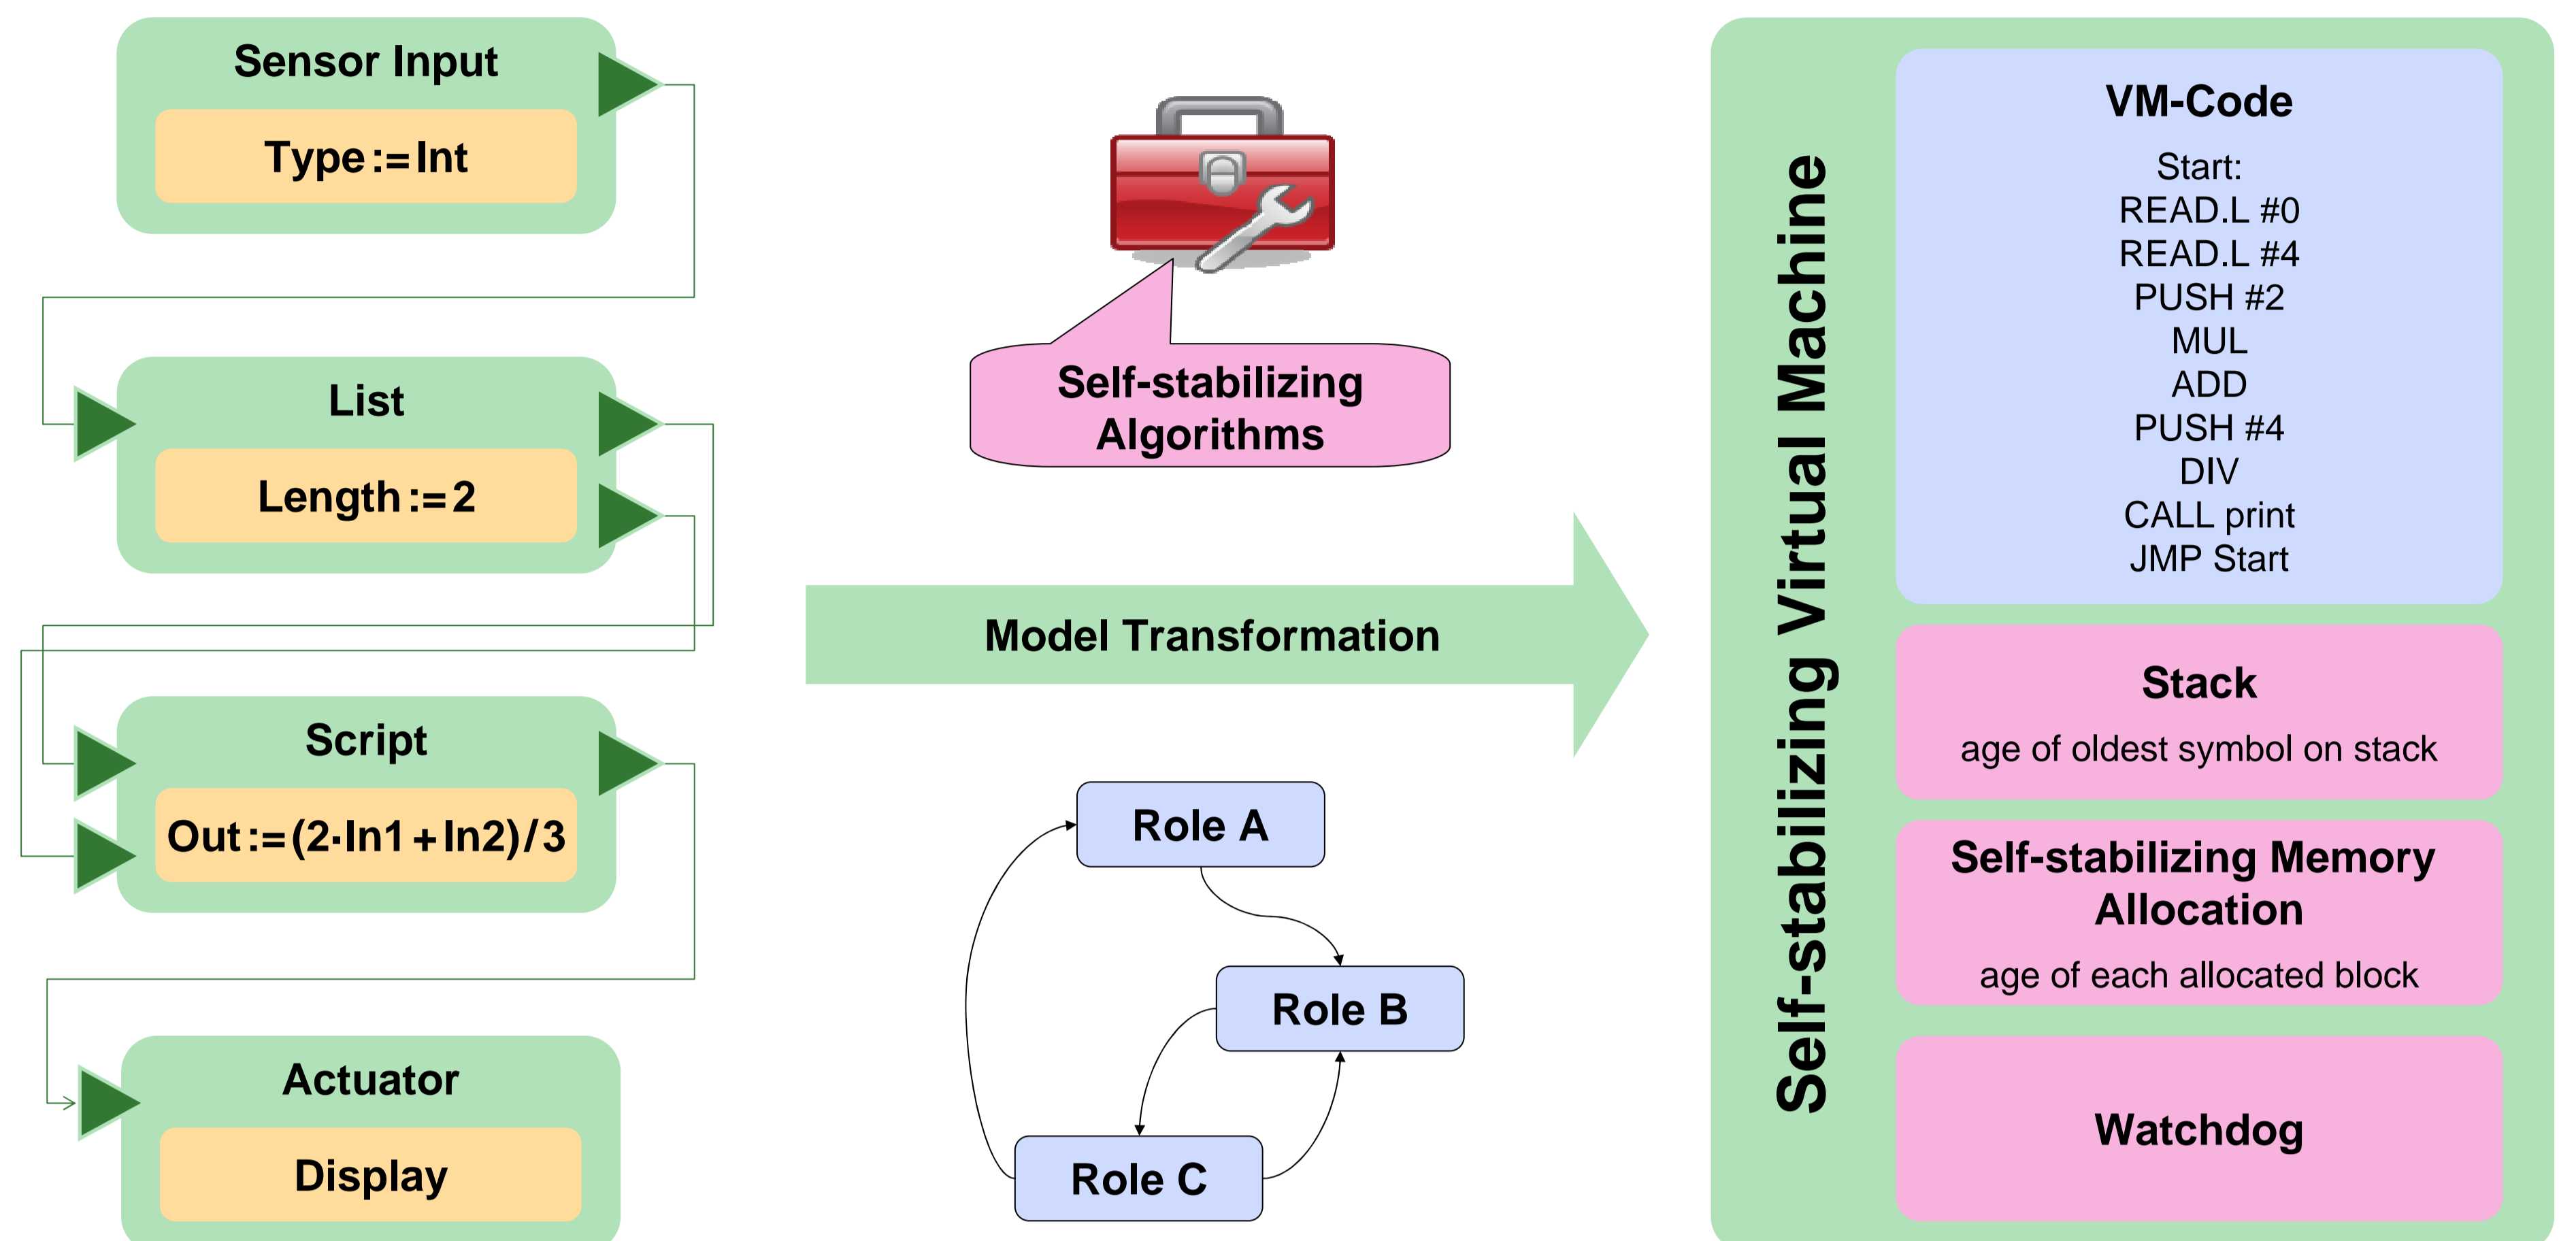 Sensor Input
Type:=Int
List
Length:=2
Script
Out:=(2·In1+In2)/3
Actuator
Display
Self-stabilizing
Algorithms
Model Transformation
Role A
Role B
Role C
Self-stabilizing Virtual Machine
VM-Code
Start:
READ.L #0
READ.L #4
PUSH #2
MUL
ADD
PUSH #4
DIV
CALL print
JMP Start
Stack
age of oldest symbol on stack
Self-stabilizing Memory
Allocation
age of each allocated block
Watchdog